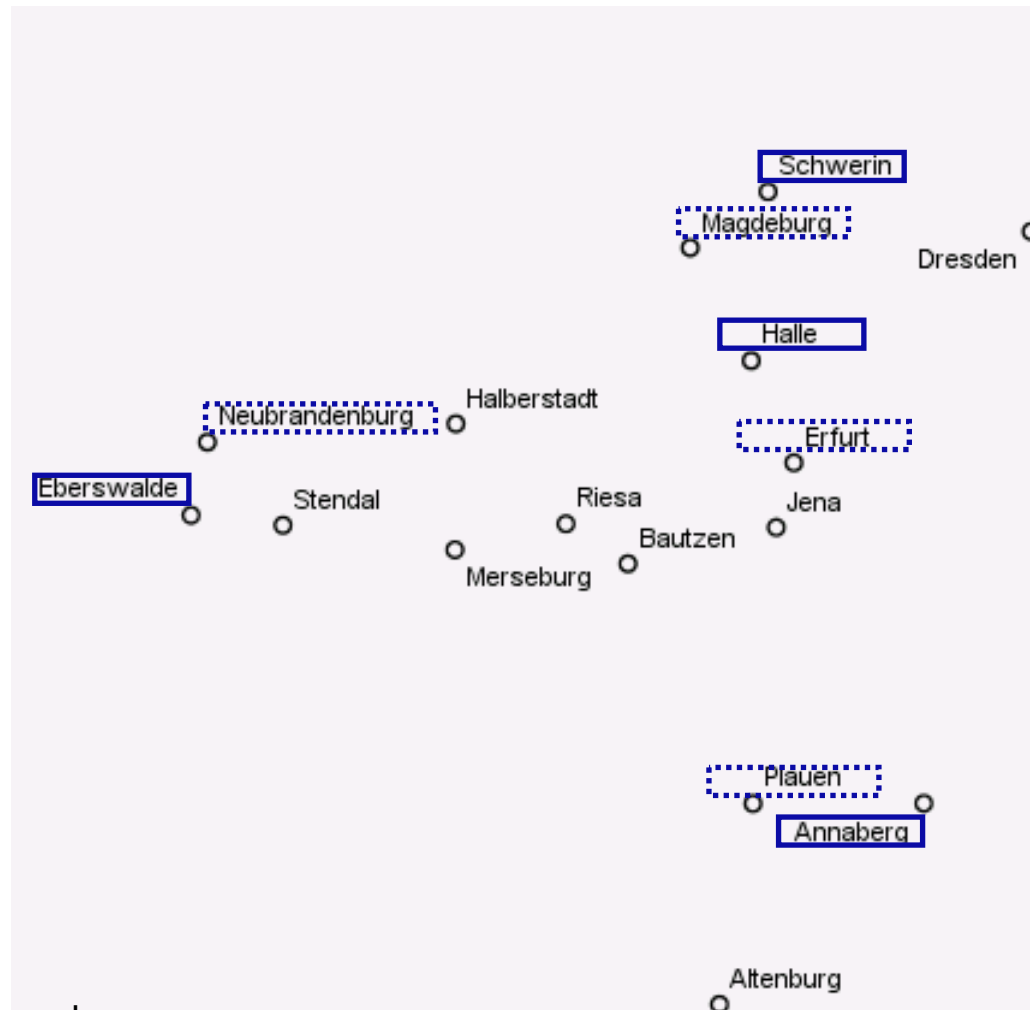 Schwerin
Magdeburg
Dresden
Halle
Halberstadt
Neubrandenburg
Erfurt
Eberswalde
Stendal
Riesa
Jena
Bautzen
Merseburg
Plauen
Annaberg
Altenburg